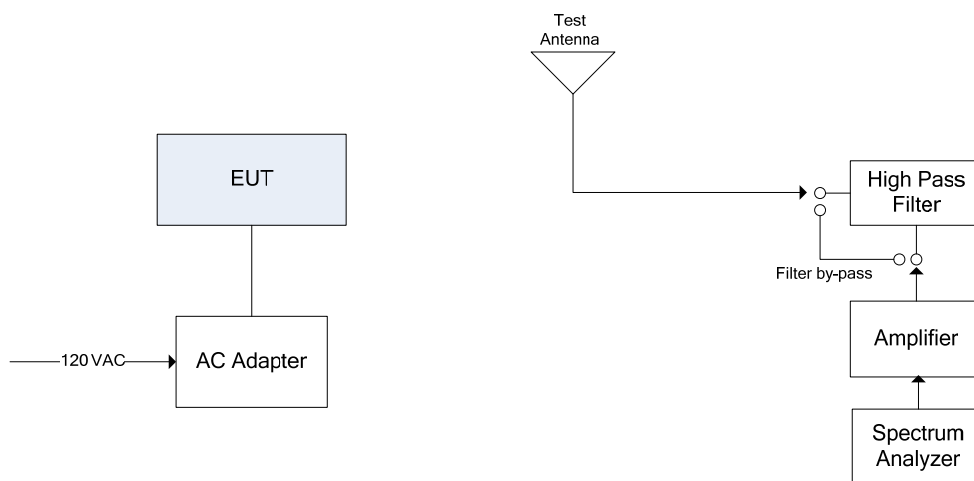 Test
Antenna
EUT
High Pass
Filter
Filter by-pass
120 VAC
AC Adapter
Amplifier
Spectrum
Analyzer